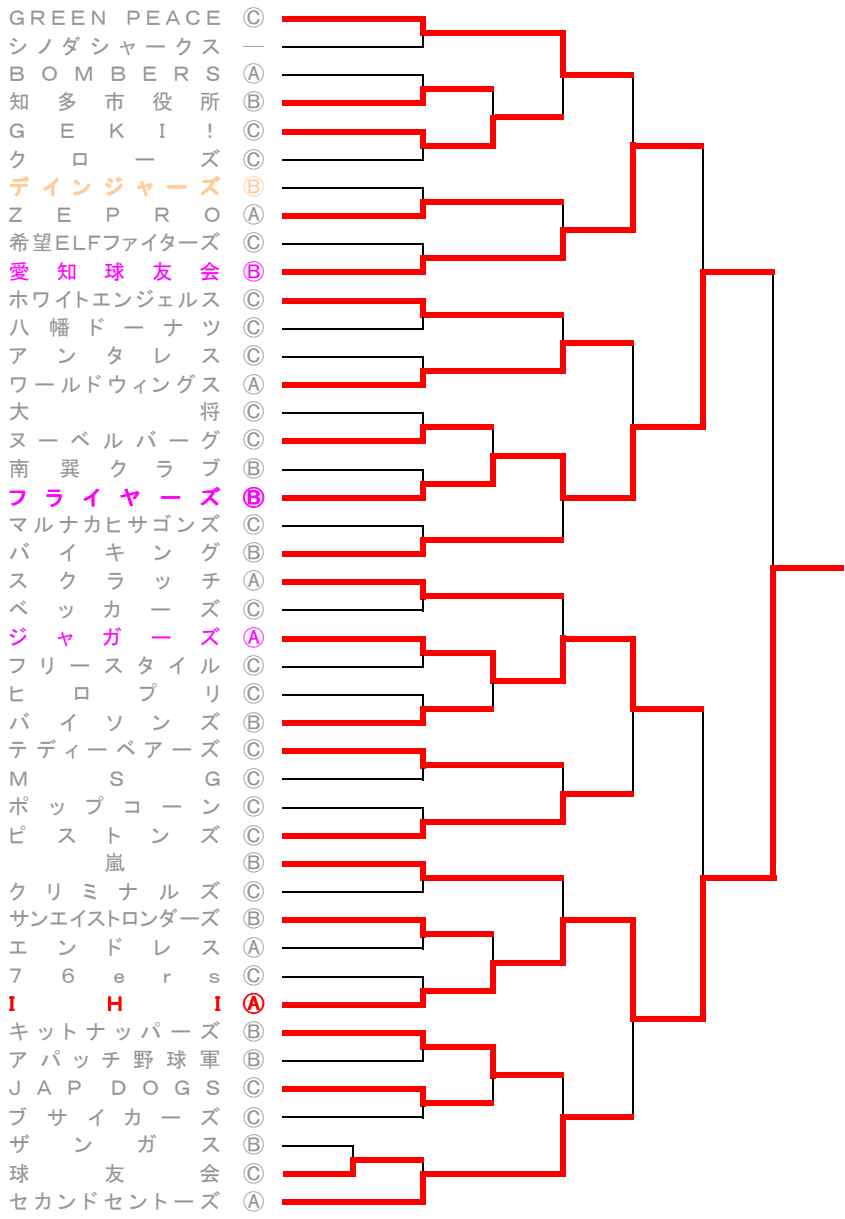 GREEN PEACE Ⓒ
シノダシャークス ―
BOMBERS Ⓐ
知多市役所 Ⓑ
GEKI! Ⓒ
クローズ Ⓒ
デインジャーズ Ⓑ
ZEPRO Ⓐ
希望ELFファイターズ Ⓒ
愛知球友会 Ⓑ
ホワイトエンジェルス Ⓒ
八幡ドーナツ Ⓒ
アンタレス Ⓒ
ワールドウィングス Ⓐ
大将 Ⓒ
ヌーベルバーグ Ⓒ
南巽クラブ Ⓑ
フライヤーズ Ⓑ
マルナカヒサゴンズ Ⓒ
バイキング Ⓑ
スクラッチ Ⓐ
ベッカーズ Ⓒ
ジャガーズ Ⓐ
フリースタイル Ⓒ
ヒロプリ Ⓒ
バイソンズ Ⓑ
テディーベアーズ Ⓒ
MSG Ⓒ
ポップコーン Ⓒ
ピストンズ Ⓒ
嵐 Ⓑ
クリミナルズ Ⓒ
サンエイストロンダーズ Ⓑ
エンドレス Ⓐ
76ers Ⓒ
IHI Ⓐ
キットナッパーズ Ⓑ
アパッチ野球軍 Ⓑ
JAP DOGS Ⓒ
ブサイカーズ Ⓒ
ザンガス Ⓑ
球友会 Ⓒ
セカンドセントーズ Ⓐ